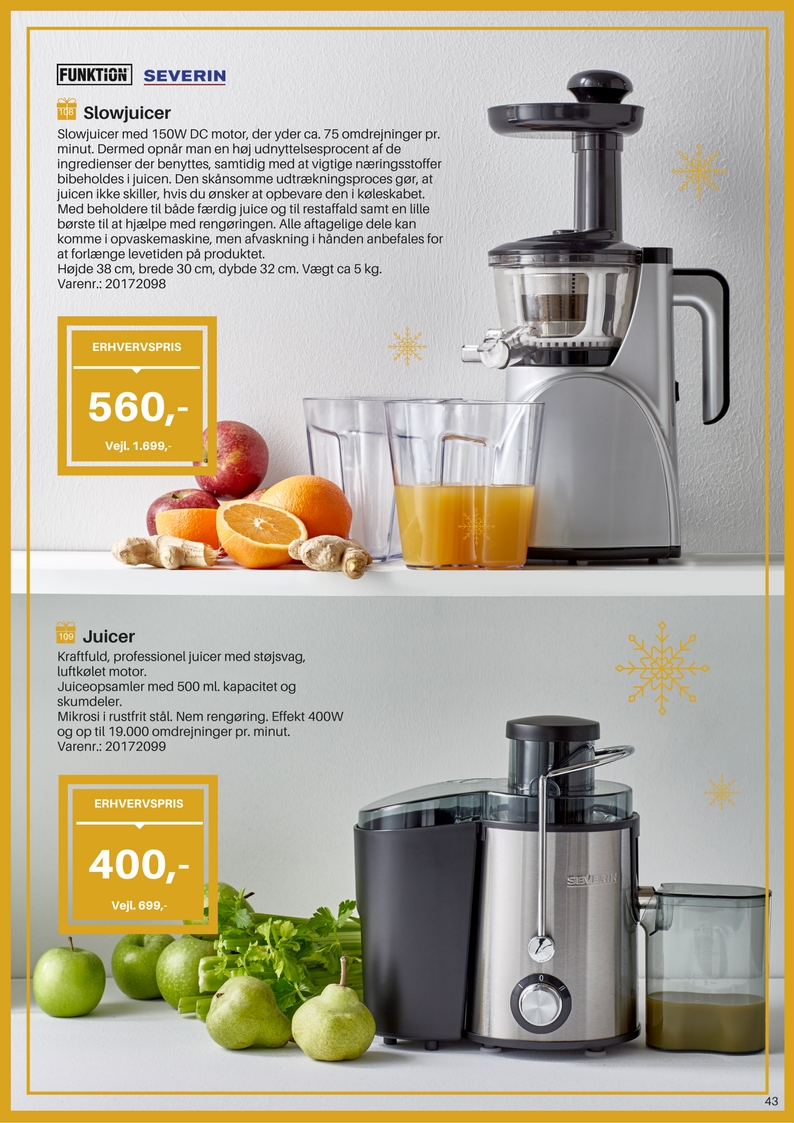 FUNKTION SEVERIN
108 Slowjuicer
Slowjuicer med 150W DC motor, der yder ca. 75 omdrejninger pr.
minut. Dermed opnår man en høj udnyttelsesprocent af de
ingredienser der benyttes, samtidig med at vigtige næringsstoffer
bibeholdes i juicen. Den skånsomme udtrækningsproces gør, at
juicen ikke skiller, hvis du ønsker at opbevare den i køleskabet.
Med beholdere til både færdig juice og til restaffald samt en lille
børste til at hjælpe med rengøringen. Alle aftagelige dele kan
komme i opvaskemaskine, men afvaskning i hånden anbefales for
at forlænge levetiden på produktet.
Højde 38 cm, brede 30 cm, dybde 32 cm. Vægt ca 5 kg.
Varenr.: 20172098
ERHVERVSPRIS
560,-
Vejl. 1.699,-
109 Juicer
Kraftfuld, professionel juicer med støjsvag,
luftkølet motor.
Juiceopsamler med 500 ml. kapacitet og
skumdeler.
Mikrosi i rustfrit stål. Nem rengøring. Effekt 400W
og op til 19.000 omdrejninger pr. minut.
Varenr.: 20172099
ERHVERVSPRIS
400,-
Vejl. 699,-
SEVERIN
I 0 II
43